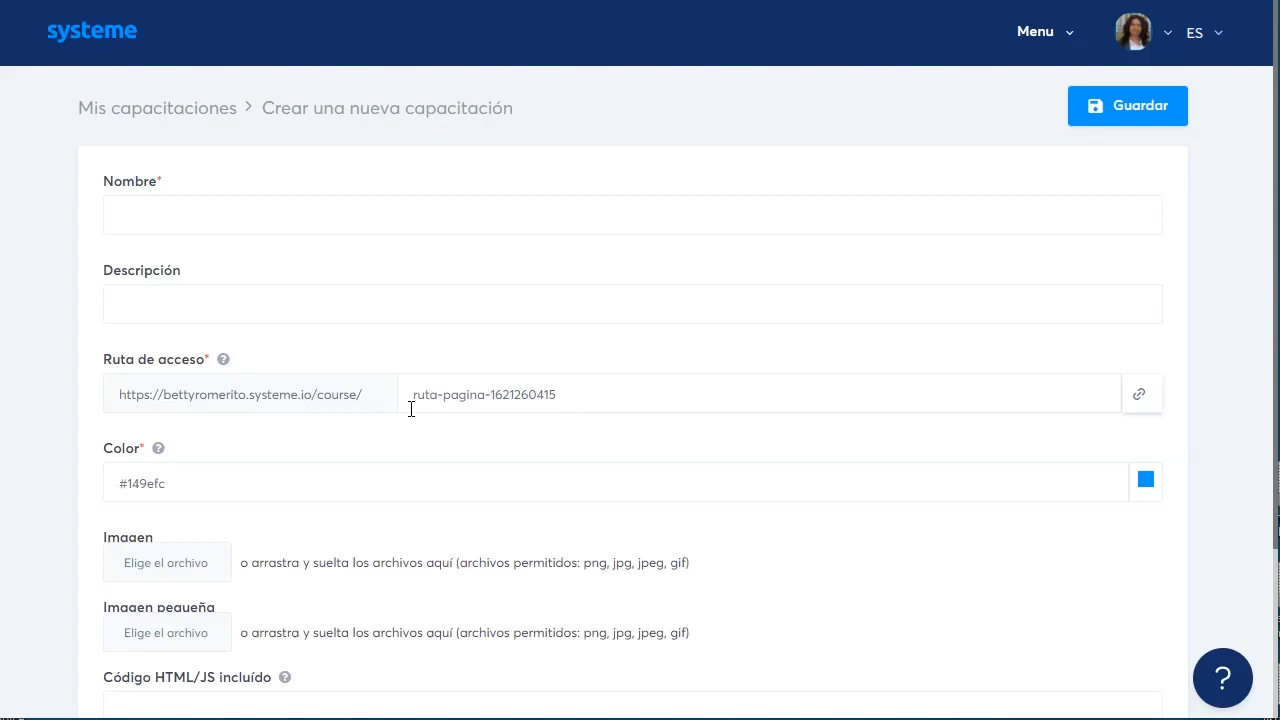 systeme
Menu
ES
Mis capacitaciones > Crear una nueva capacitación
Guardar
Nombre*
Descripción
Ruta de acceso*
https://bettyromerito.systeme.io/course/
ruta-pagina-1621260415
Color*
#149efc
Imagen
Elige el archivo
o arrastra y suelta los archivos aquí (archivos permitidos: png, jpg, jpeg, gif)
Imagen pequeña
Elige el archivo
o arrastra y suelta los archivos aquí (archivos permitidos: png, jpg, jpeg, gif)
Código HTML/JS incluído
?